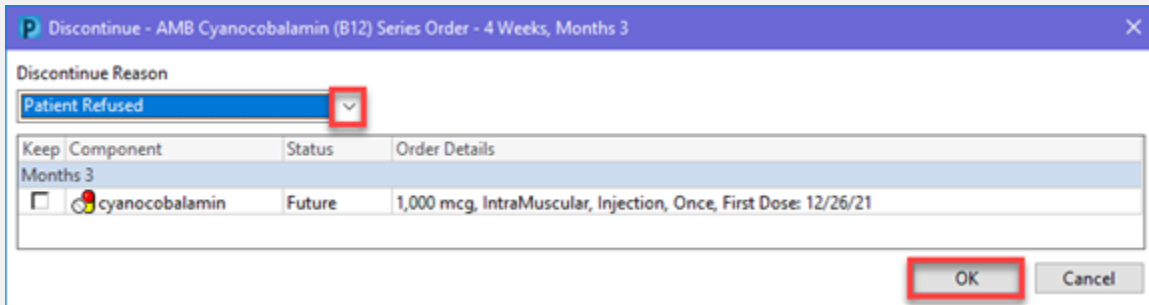 Discontinue - AMB Cyanocobalamin (B12) Series Order - 4 Weeks, Months 3
Discontinue Reason
Patient Refused
Keep Component Status Order Details
Months 3
cyanocobalamin Future 1,000 mcg, IntraMuscular, Injection, Once, First Dose: 12/26/21
OK Cancel